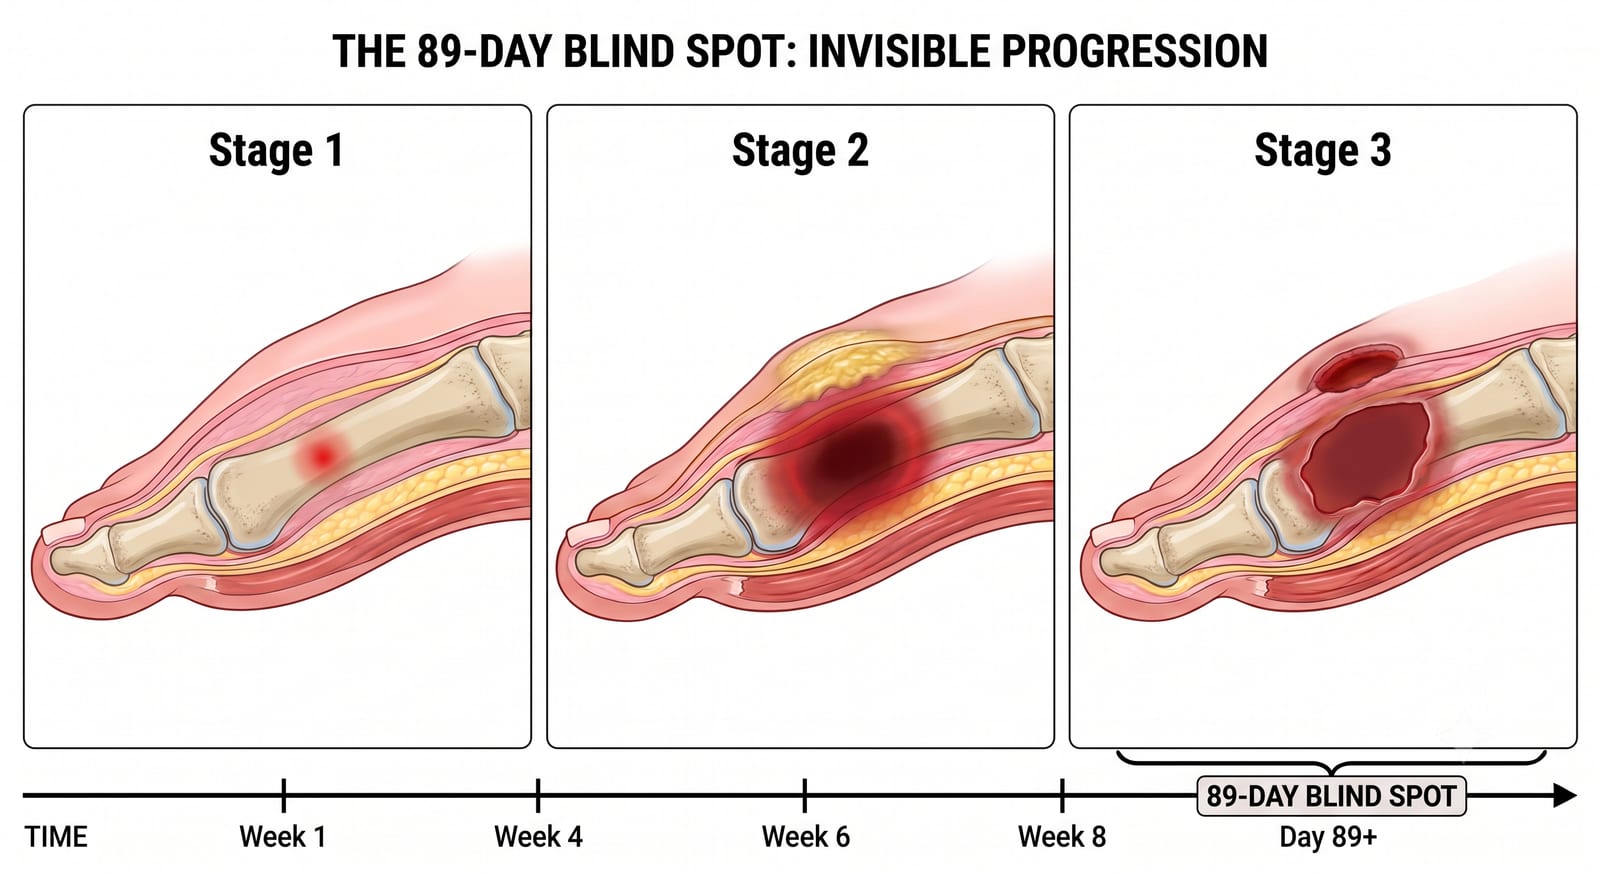 THE 89-DAY BLIND SPOT: INVISIBLE PROGRESSION
Stage 1
Stage 2
Stage 3
89-DAY BLIND SPOT
TIME
Week 1
Week 4
Week 6
Week 8
Day 89+